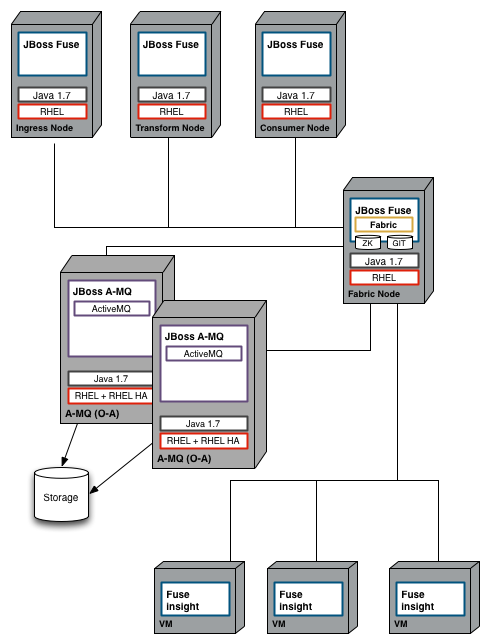 JBoss Fuse
Java 1.7
RHEL
Ingress Node
JBoss Fuse
Java 1.7
RHEL
Transform Node
JBoss Fuse
Java 1.7
RHEL
Consumer Node
JBoss Fuse
Fabric
ZK
GIT
Java 1.7
RHEL
Fabric Node
JBoss A-MQ
ActiveMQ
Java 1.7
RHEL + RHEL HA
A-MQ (O-A)
JBoss A-MQ
ActiveMQ
Java 1.7
RHEL + RHEL HA
A-MQ (O-A)
Storage
Fuse
insight
VM
Fuse
insight
VM
Fuse
insight
VM